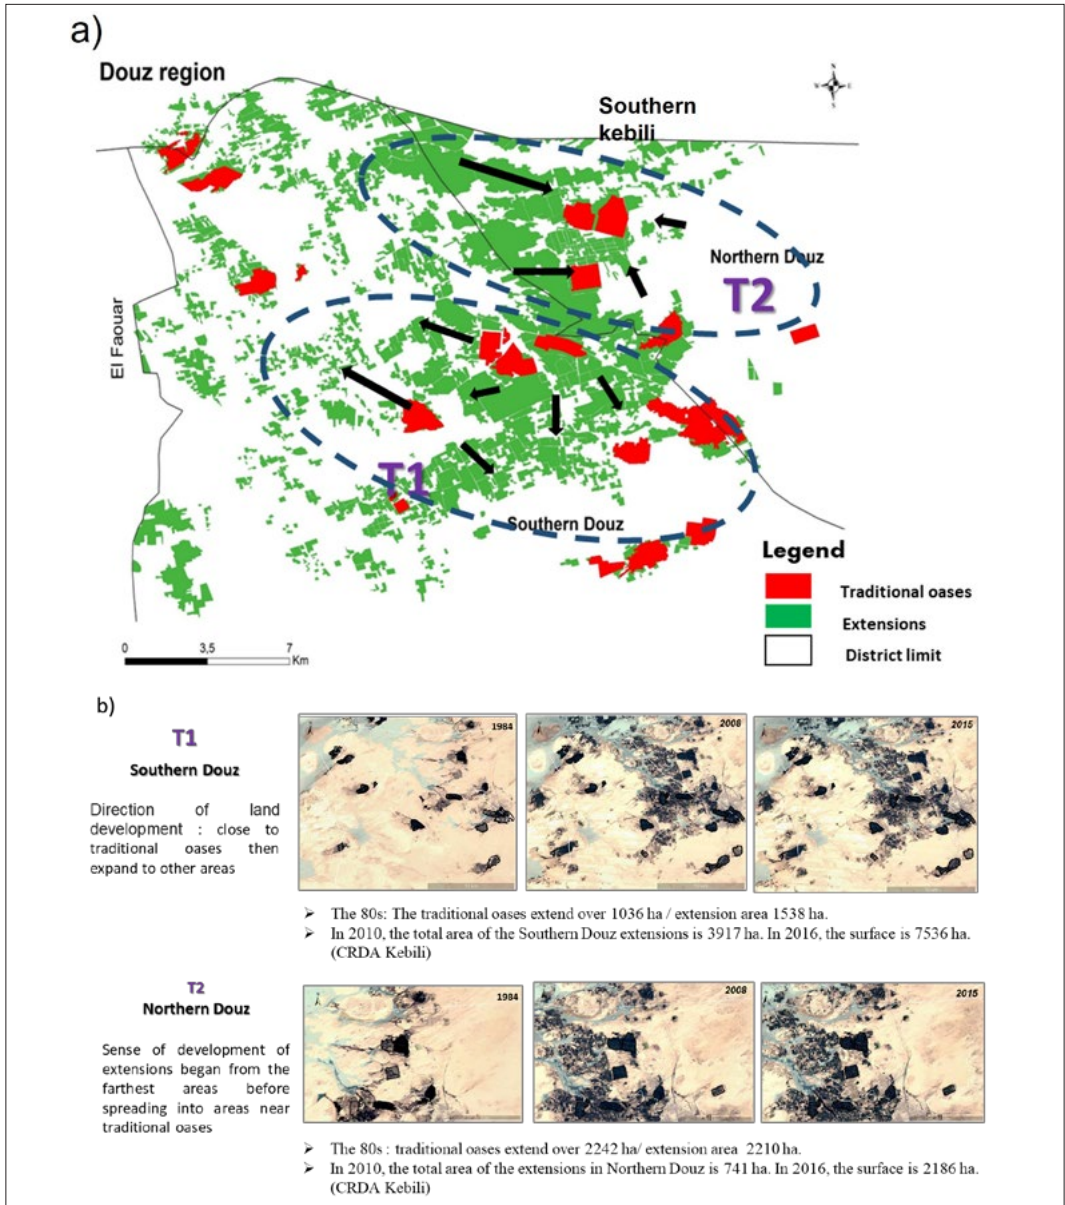 a)
Douz region
N
W E
S
Southern
kebili
Northern Douz
T2
El Faouar
T1
Southern Douz
Legend
Traditional oases
Extensions
District limit
0 3,5 7
Km
b)
T1
Southern Douz
Direction of land
development : close to
traditional oases then
expand to other areas
1984
2008
2015
➢ The 80s: The traditional oases extend over 1036 ha / extension area 1538 ha.
➢ In 2010, the total area of the Southern Douz extensions is 3917 ha. In 2016, the surface is 7536 ha.
(CRDA Kebili)
T2
Northern Douz
Sense of development of
extensions began from the
farthest areas before
spreading into areas near
traditional oases
1984
2008
2015
➢ The 80s : traditional oases extend over 2242 ha/ extension area 2210 ha.
➢ In 2010, the total area of the extensions in Northern Douz is 741 ha. In 2016, the surface is 2186 ha.
(CRDA Kebili)